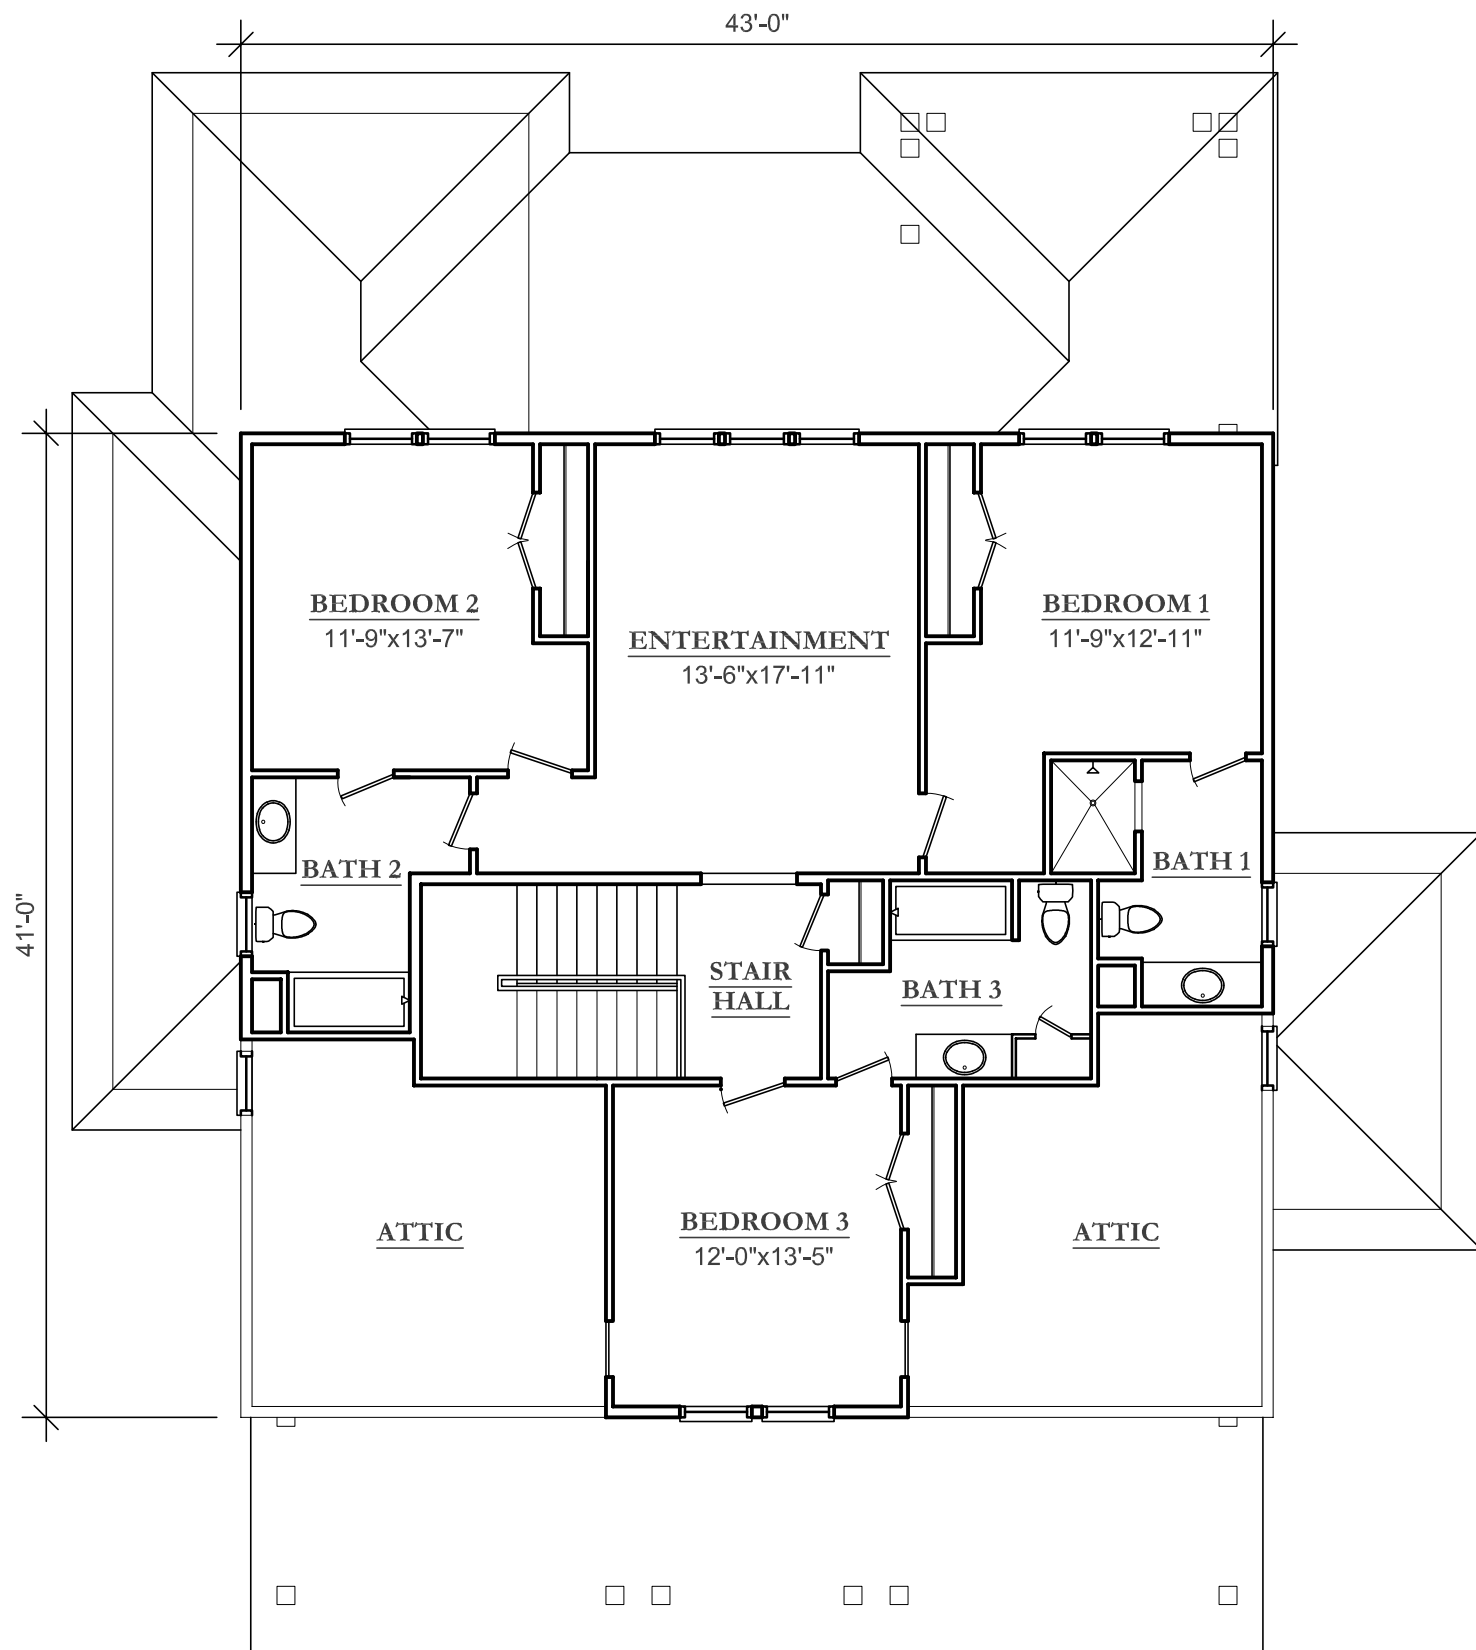 43'-0"
BEDROOM 2
11'-9"x13'-7"
ENTERTAINMENT
13'-6"x17'-11"
BEDROOM 1
11'-9"x12'-11"
BATH 2
BATH 1
41'-0"
STAIR
HALL
BATH 3
ATTIC
BEDROOM 3
12'-0"x13'-5"
ATTIC